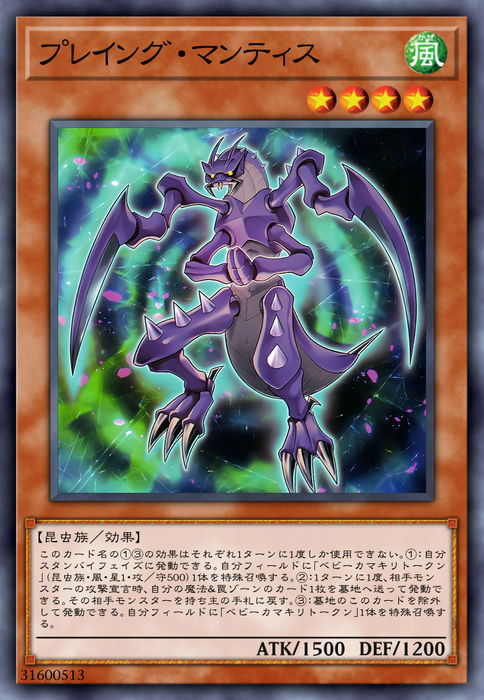 プレイング・マンティス
風
かぜ
【昆虫族/効果】
このカード名の①③の効果はそれぞれ1ターンに1度しか使用できない。①:自分
スタンバイフェイズに発動できる。自分フィールドに「ベビーカマキリトークン
」(昆虫族・風・星1・攻/守500)1体を特殊召喚する。②:1ターンに1度、相手モン
スターの攻撃宣言時、自分の魔法&罠ゾーンのカード1枚を墓地へ送って発動で
きる。その相手モンスターを持ち主の手札に戻す。③:墓地のこのカードを除外
して発動できる。自分フィールドに「ベビーカマキリトークン」1体を特殊召喚す
る。
ATK/1500 DEF/1200
31600513